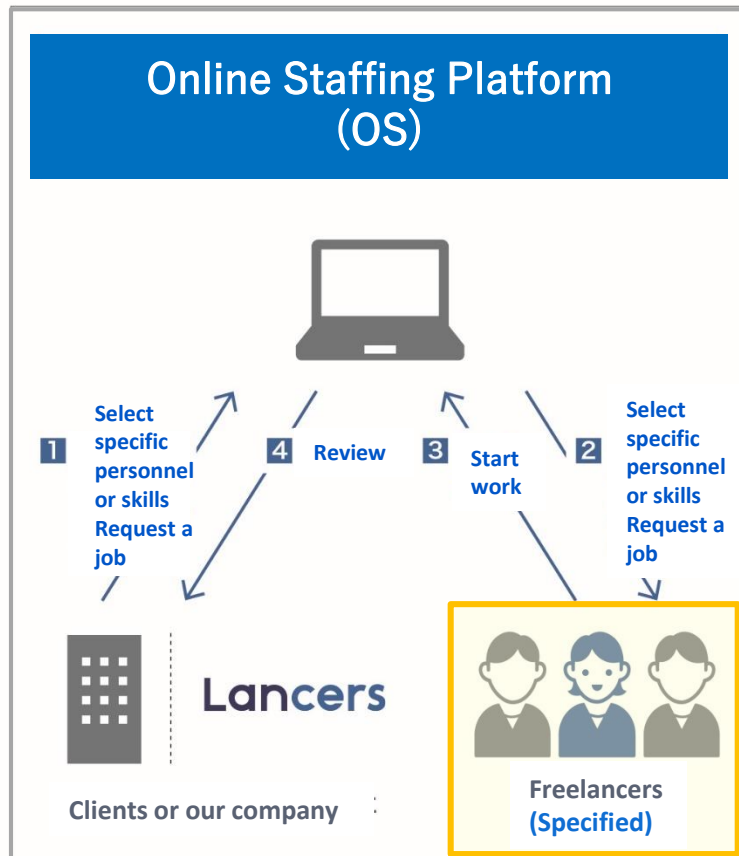 Online Staffing Platform
(OS)
1
Select
specific
personnel
or skills
Request a
job
4
Review
3
Start
work
2
Select
specific
personnel
or skills
Request a
job
Lancers
Clients or our company
Freelancers
(Specified)